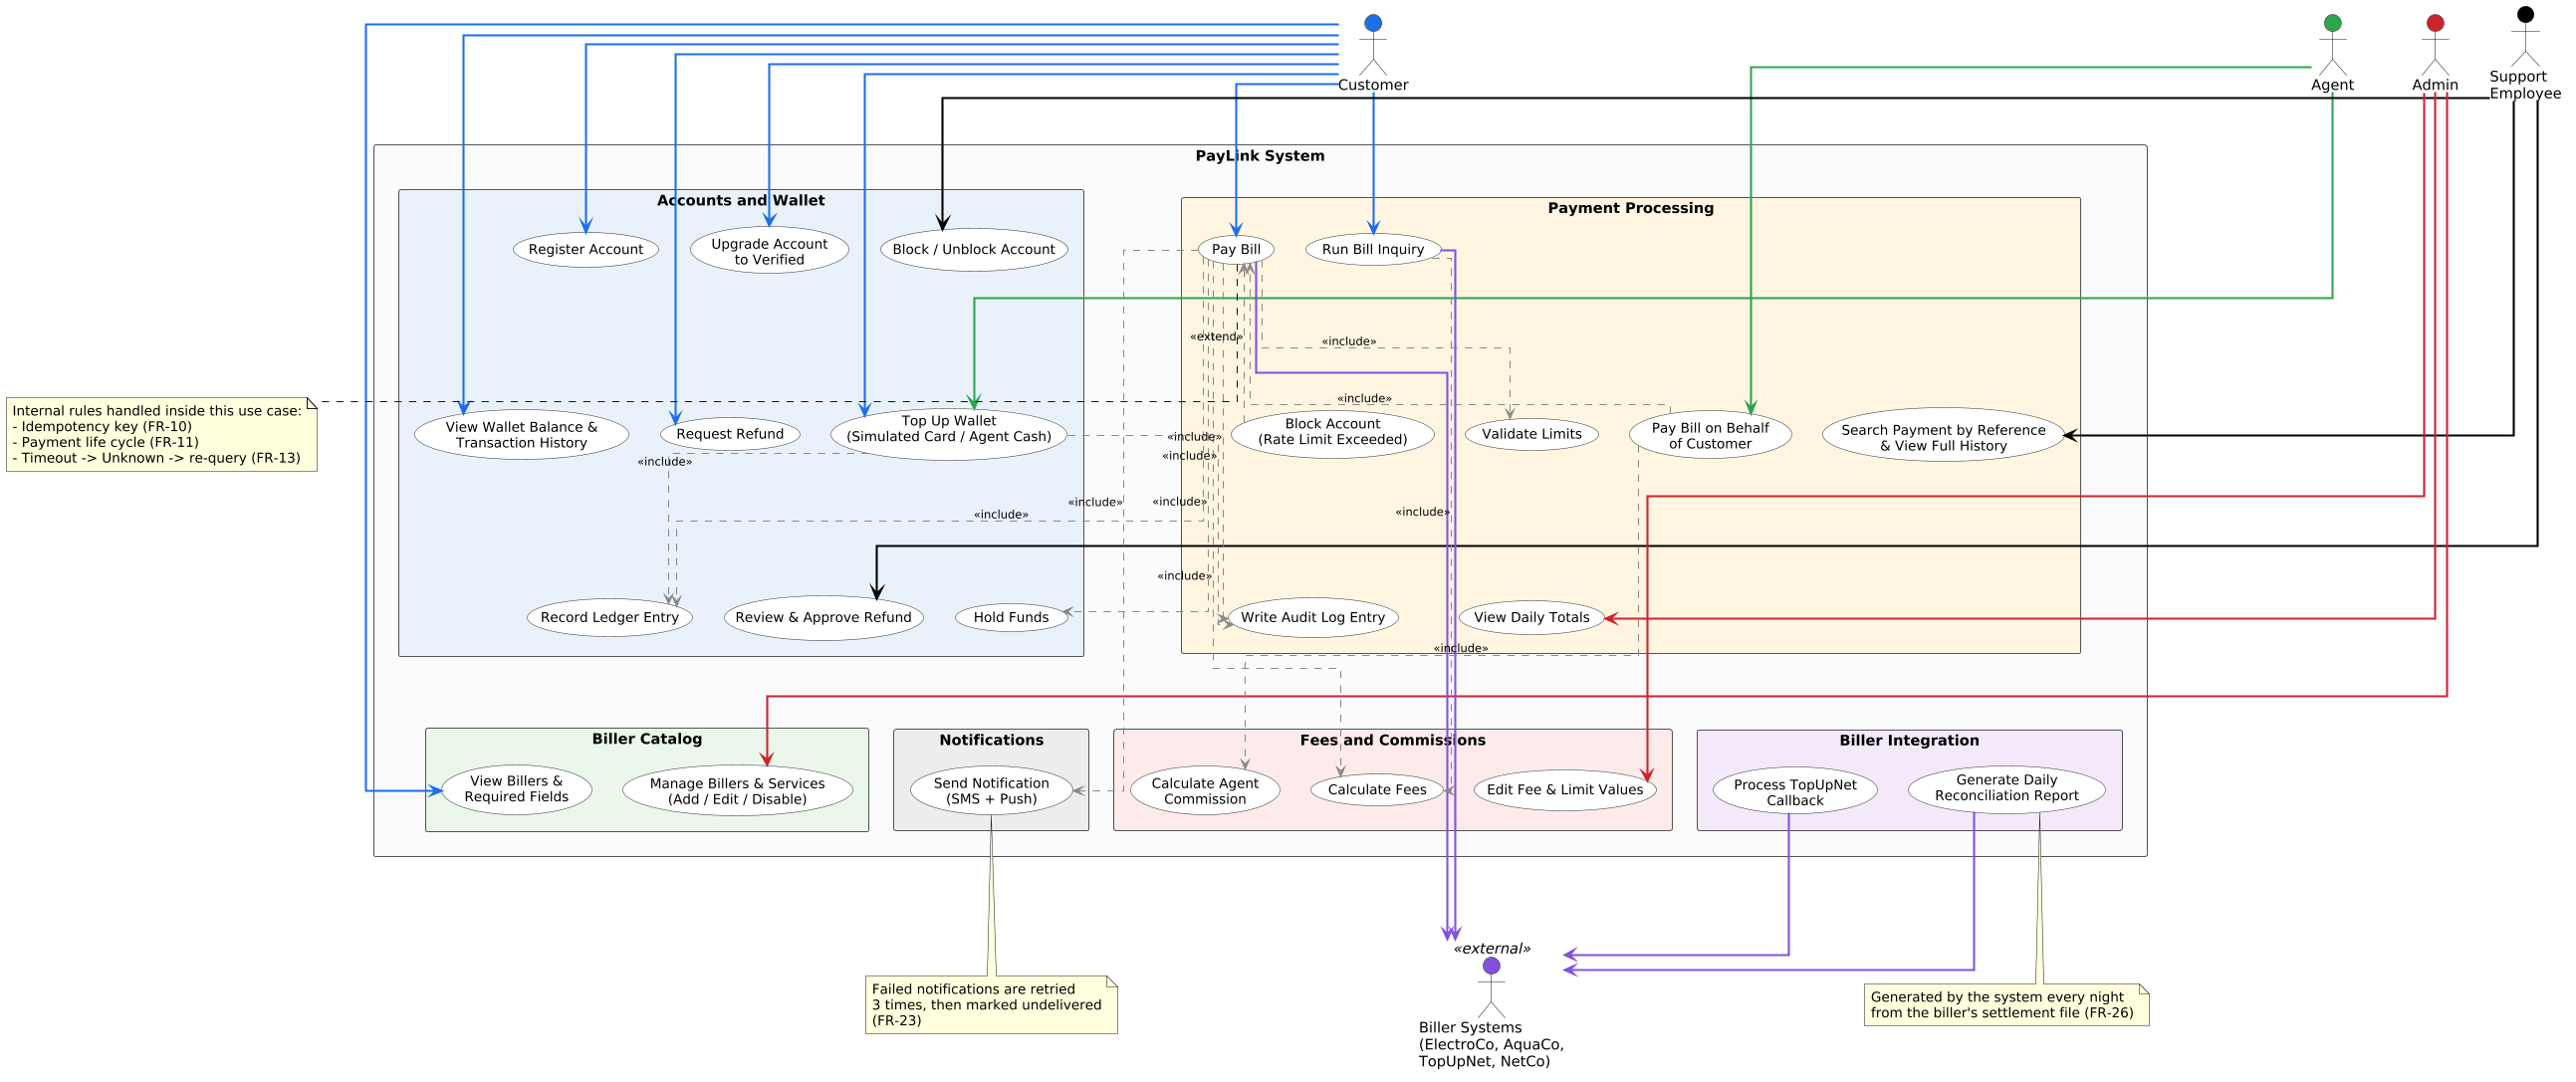 Customer
Agent
Admin
Support
Employee
PayLink System
Accounts and Wallet
Payment Processing
Register Account
Upgrade Account
to Verified
Block / Unblock Account
Pay Bill
Run Bill Inquiry
«extend»
«include»
«include»
Internal rules handled inside this use case:
- Idempotency key (FR-10)
- Payment life cycle (FR-11)
- Timeout -> Unknown -> re-query (FR-13)
View Wallet Balance &
Transaction History
Request Refund
Top Up Wallet
(Simulated Card / Agent Cash)
Block Account
(Rate Limit Exceeded)
Validate Limits
Pay Bill on Behalf
of Customer
Search Payment by Reference
& View Full History
«include»
«include»
«include»
«include»
«include»
«include»
«include»
«include»
Record Ledger Entry
Review & Approve Refund
Hold Funds
Write Audit Log Entry
View Daily Totals
«include»
Biller Catalog
Notifications
Fees and Commissions
Biller Integration
View Billers &
Required Fields
Manage Billers & Services
(Add / Edit / Disable)
Send Notification
(SMS + Push)
Calculate Agent
Commission
Calculate Fees
Edit Fee & Limit Values
Process TopUpNet
Callback
Generate Daily
Reconciliation Report
«external»
Biller Systems
(ElectroCo, AquaCo,
TopUpNet, NetCo)
Failed notifications are retried
3 times, then marked undelivered
(FR-23)
Generated by the system every night
from the biller's settlement file (FR-26)